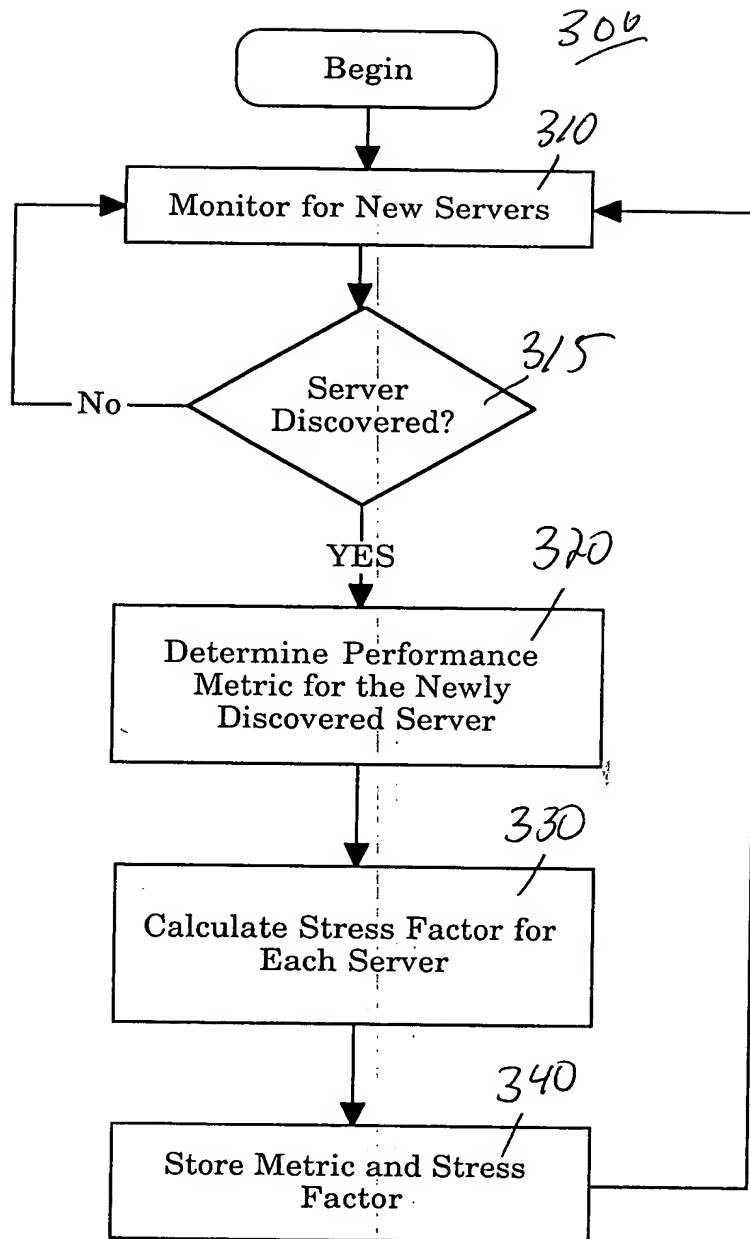 300
Begin
310
Monitor for New Servers
315
Server
Discovered?
No
YES
320
Determine Performance
Metric for the Newly
Discovered Server
330
Calculate Stress Factor for
Each Server
340
Store Metric and Stress
Factor